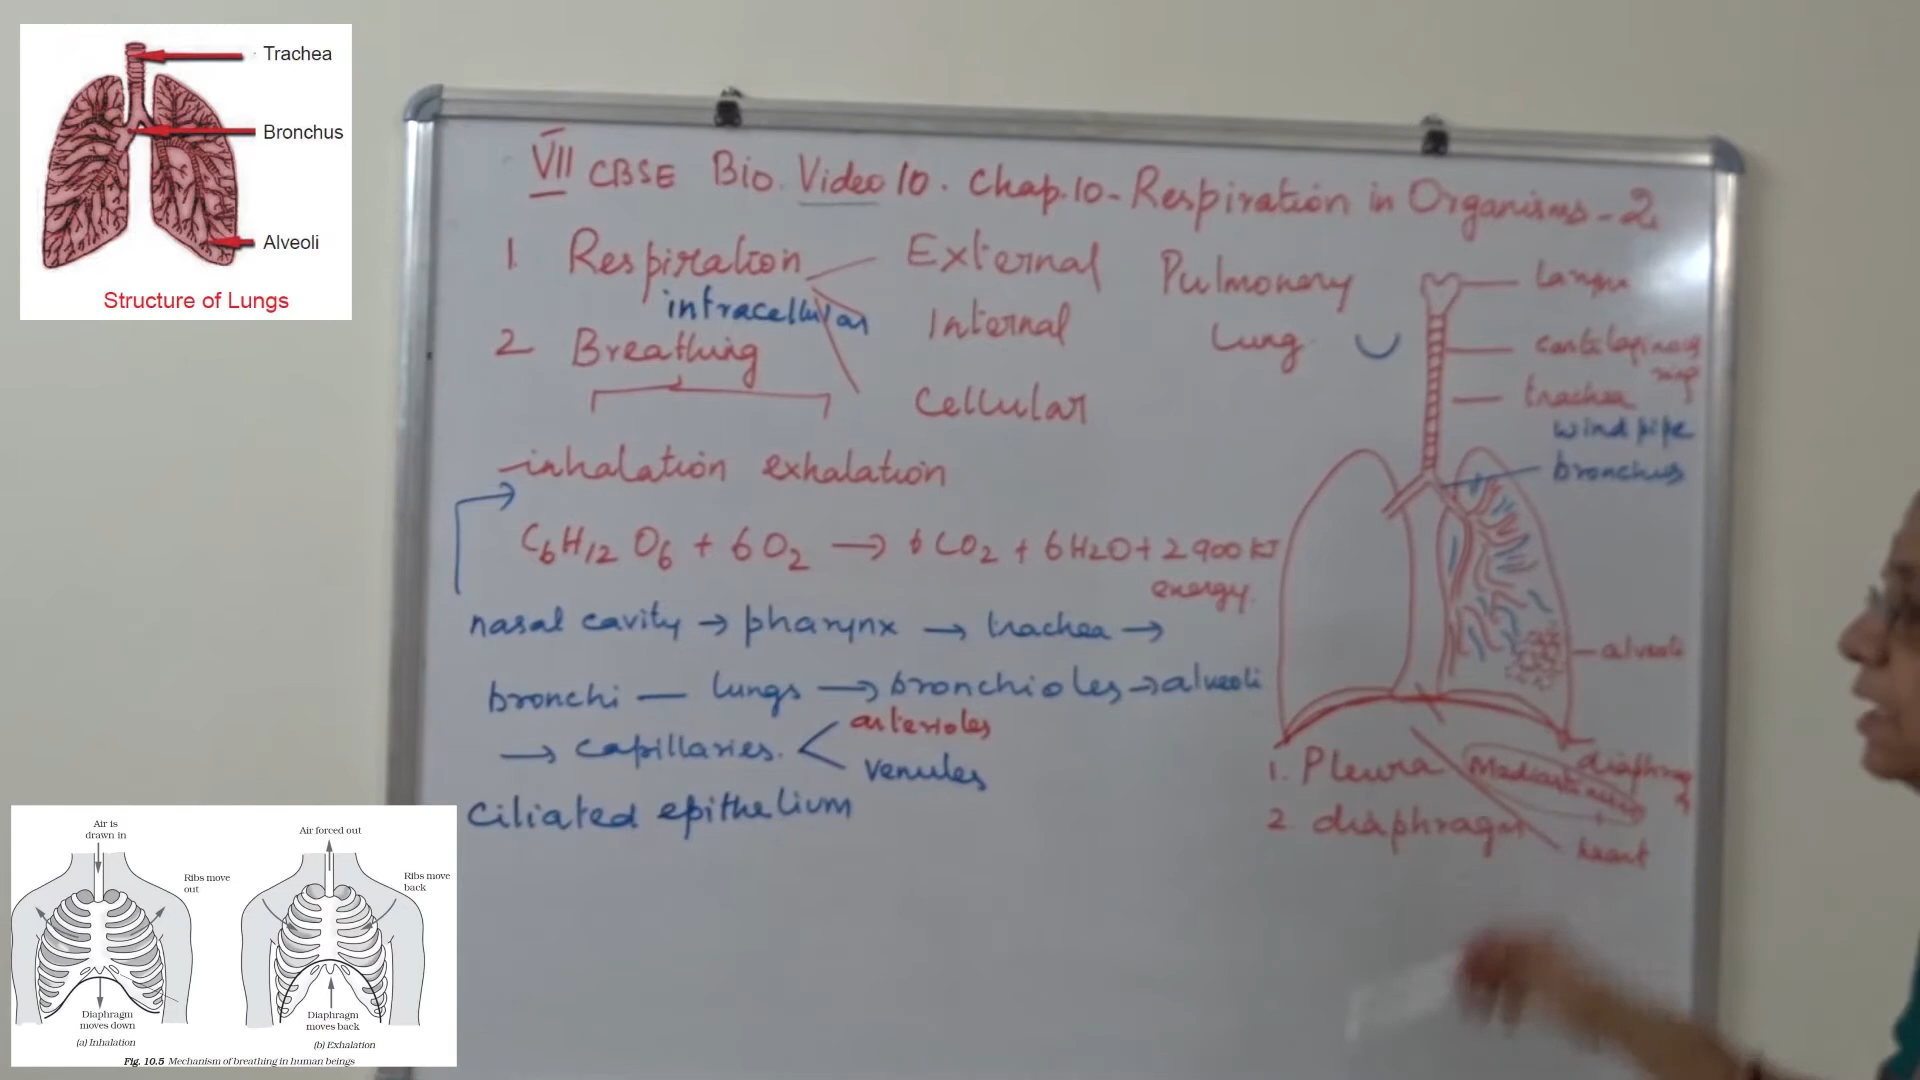 Trachea
Bronchus
Alveoli
Structure of Lungs
VII CBSE Bio. Video 10. Chap.10-Respiration in Organisms-2
1 Respiration
intracellular
External
Internal
Cellular
Pulmonary
Lung
2 Breathing
inhalation exhalation
C6H12O6 + 6O2 → 6CO2 + 6H2O + 2900 KJ
energy
nasal cavity → pharynx → trachea →
bronchi — lungs → bronchioles → alveoli
→ capillaries.
arterioles
venules
ciliated epithelium
trachea
wind pipe
bronchus
alveoli
diaphragm
1. Pleura
2 diaphragm
heart
Air is
drawn in
Ribs move
out
Diaphragm
moves down
(a) Inhalation
Air forced out
Ribs move
back
Diaphragm
moves back
(b) Exhalation
Fig. 10.5 Mechanism of breathing in human beings